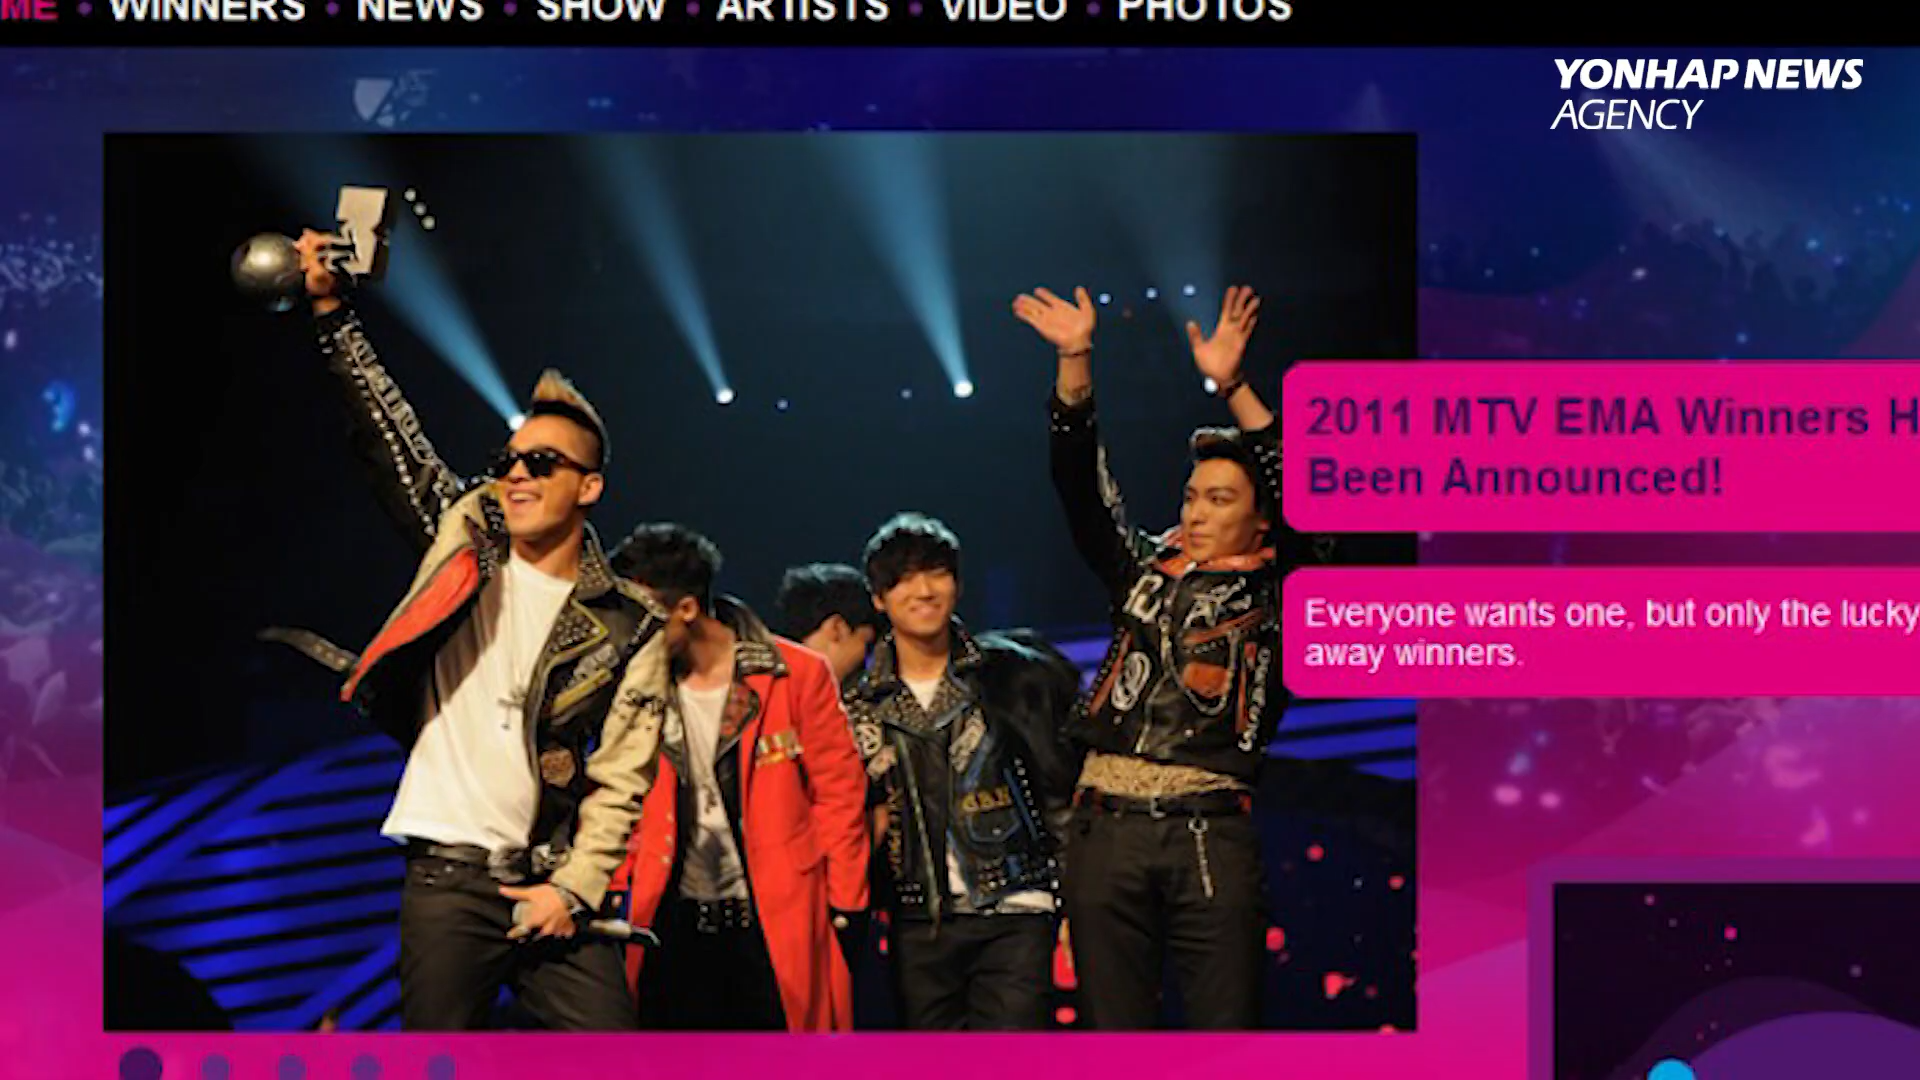 WINNERS • NEWS • SHOW • ARTISTS • VIDEO • PHOTOS
YONHAP NEWS
AGENCY
2011 MTV EMA Winners
Been Announced!
Everyone wants one, but only the lucky
away winners.